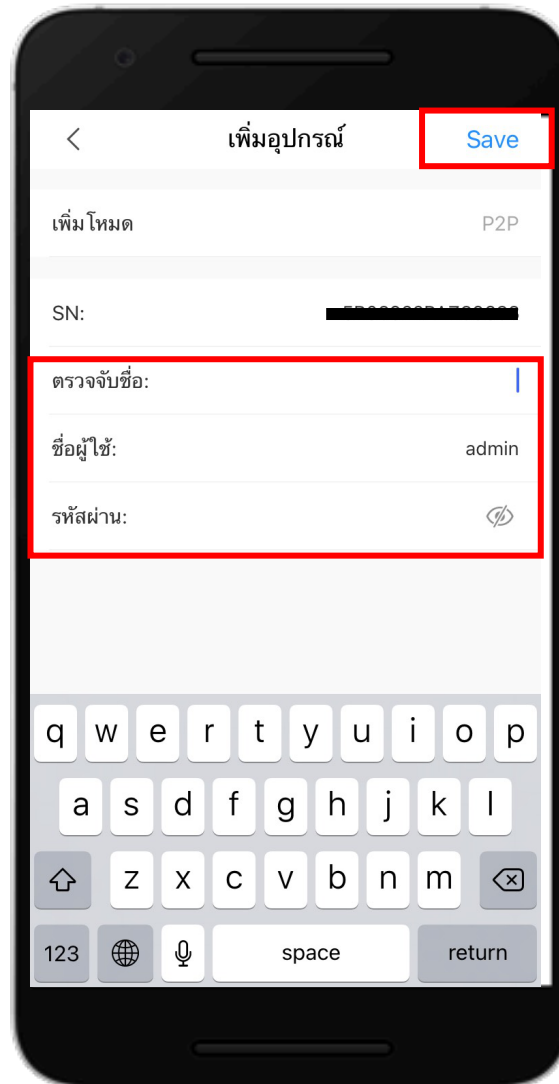 เพิ่มอุปกรณ์ Save
เพิ่มโหมด P2P
SN:
ตรวจจับชื่อ:
ชื่อผู้ใช้: admin
รหัสผ่าน:
q w e r t y u i o p
a s d f g h j k l
z x c v b n m
123 space return